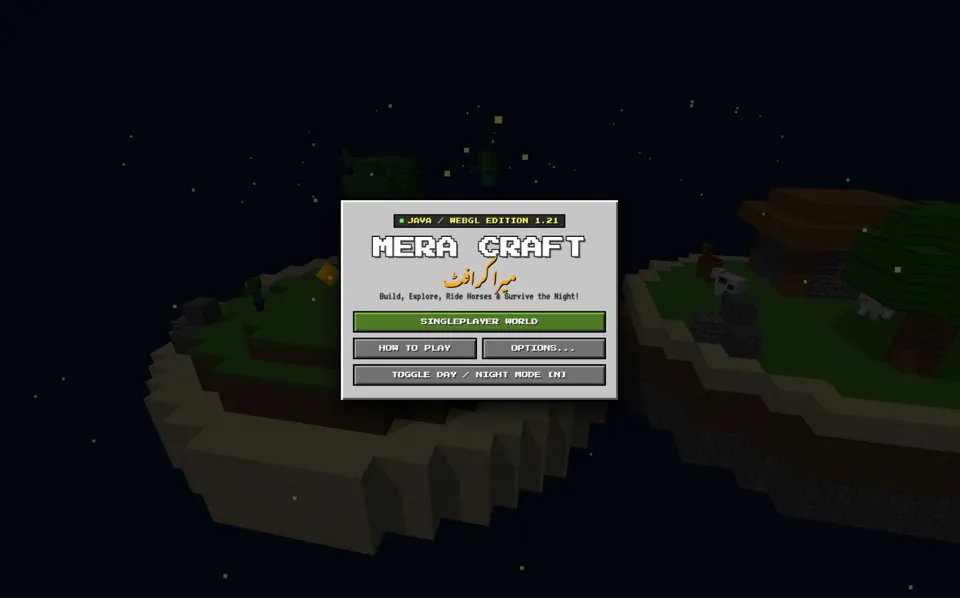 JAVA / WEBGL EDITION 1.21
MERA CRAFT
میرا کرافٹ
Build, Explore, Ride Horses & Survive the Night!
SINGLEPLAYER WORLD
HOW TO PLAY
OPTIONS...
TOGGLE DAY / NIGHT MODE [N]